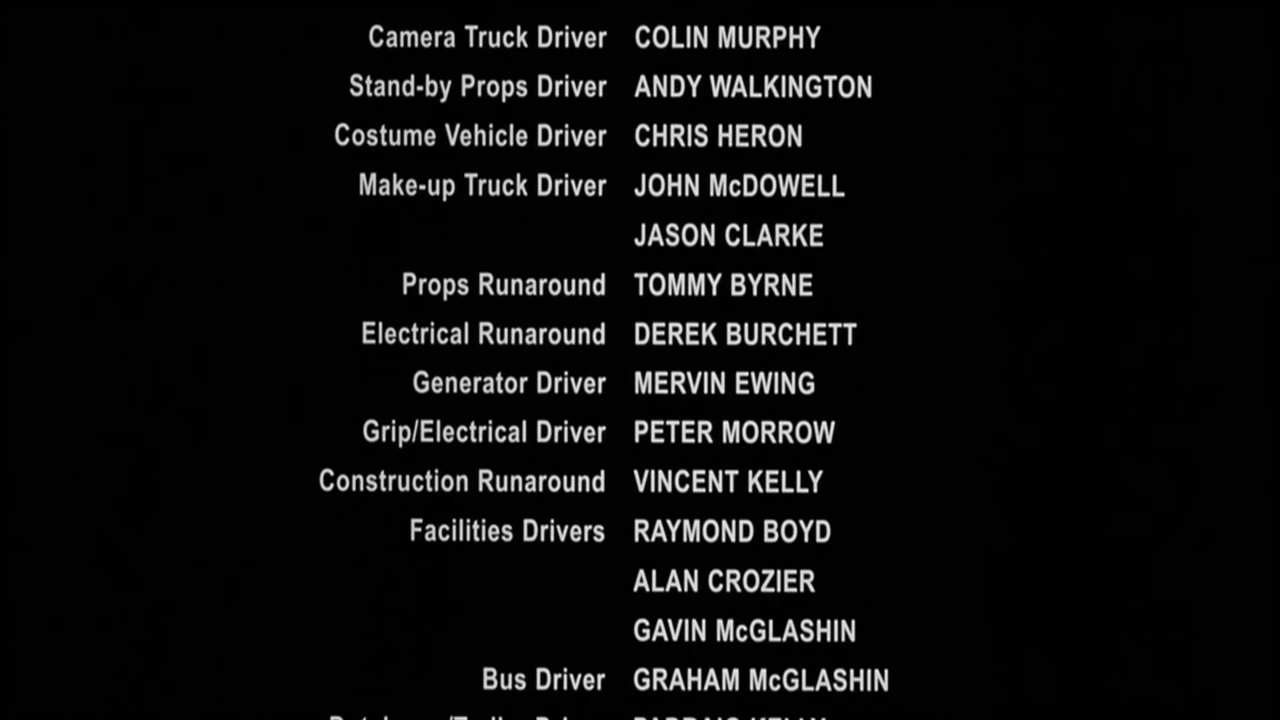 Camera Truck Driver COLIN MURPHY
Stand-by Props Driver ANDY WALKINGTON
Costume Vehicle Driver CHRIS HERON
Make-up Truck Driver JOHN McDOWELL
JASON CLARKE
Props Runaround TOMMY BYRNE
Electrical Runaround DEREK BURCHETT
Generator Driver MERVIN EWING
Grip/Electrical Driver PETER MORROW
Construction Runaround VINCENT KELLY
Facilities Drivers RAYMOND BOYD
ALAN CROZIER
GAVIN McGLASHIN
Bus Driver GRAHAM McGLASHIN